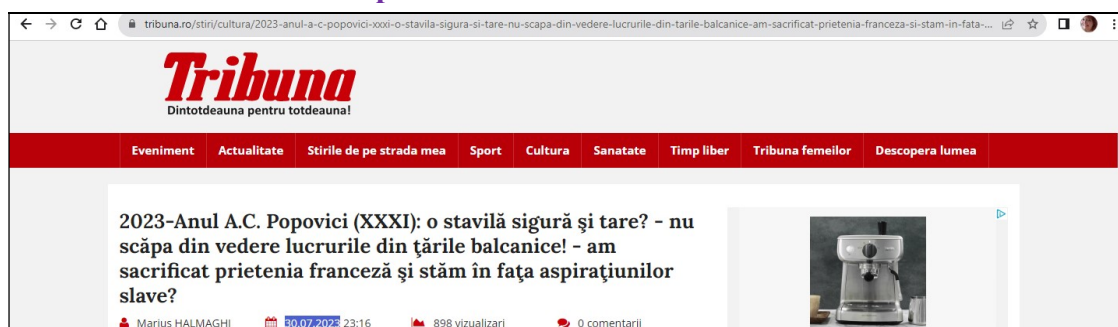 tribuna.ro/stiri/cultura/2023-anul-a-c-popovici-xxxi-o-stavila-sigura-si-tare-nu-scapa-din-vedere-lucrurile-din-tarile-balcanice-am-sacrificat-prietenia-franceza-si-stam-in-fata-...
Tribuna
Dintotdeauna pentru totdeauna!
Eveniment Actualitate Stirile de pe strada mea Sport Cultura Sanatate Timp liber Tribuna femeilor Descopera lumea
2023-Anul A.C. Popovici (XXXI): o stavilă sigură şi tare? - nu
scăpa din vedere lucrurile din ţările balcanice! - am
sacrificat prietenia franceză şi stăm în faţa aspiraţiunilor
slave?
Marius HALMAGHI 30.07.2023 23:16 898 vizualizari 0 comentarii